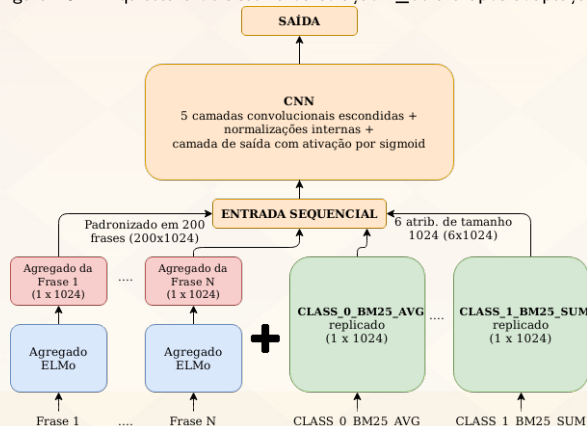 SAÍDA
CNN
5 camadas convolucionais escondidas +
normalizações internas +
camada de saída com ativação por sigmoid
ENTRADA SEQUENCIAL
Padronizado em 200
frases (200x1024)
6 atrib. de tamanho
1024 (6x1024)
Agregado da
Frase 1
(1 x 1024)
....
Agregado da
Frase N
(1 x 1024)
CLASS_0_BM25_AVG
replicado
(1 x 1024)
....
CLASS_1_BM25_SUM
replicado
(1 x 1024)
Agregado
ELMo
Agregado
ELMo
Frase 1
....
Frase N
CLASS_0_BM25_AVG
CLASS_1_BM25_SUM